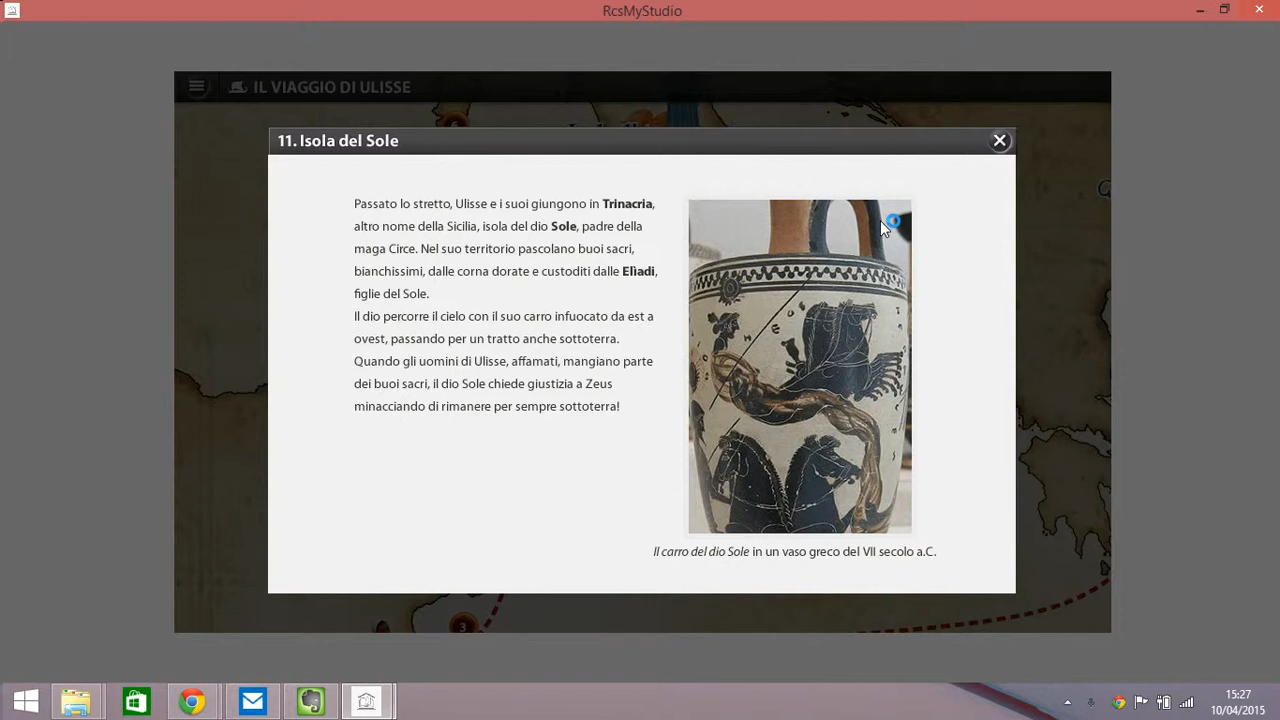 RcsMyStudio
IL VIAGGIO DI ULISSE
11. Isola del Sole
Passato lo stretto, Ulisse e i suoi giungono in Trinacria,
altro nome della Sicilia, isola del dio Sole, padre della
maga Circe. Nel suo territorio pascolano buoi sacri,
bianchissimi, dalle corna dorate e custoditi dalle Elìadi,
figlie del Sole.
Il dio percorre il cielo con il suo carro infuocato da est a
ovest, passando per un tratto anche sottoterra.
Quando gli uomini di Ulisse, affamati, mangiano parte
dei buoi sacri, il dio Sole chiede giustizia a Zeus
minacciando di rimanere per sempre sottoterra!
Il carro del dio Sole in un vaso greco del VII secolo a.C.
3
15:27
10/04/2015